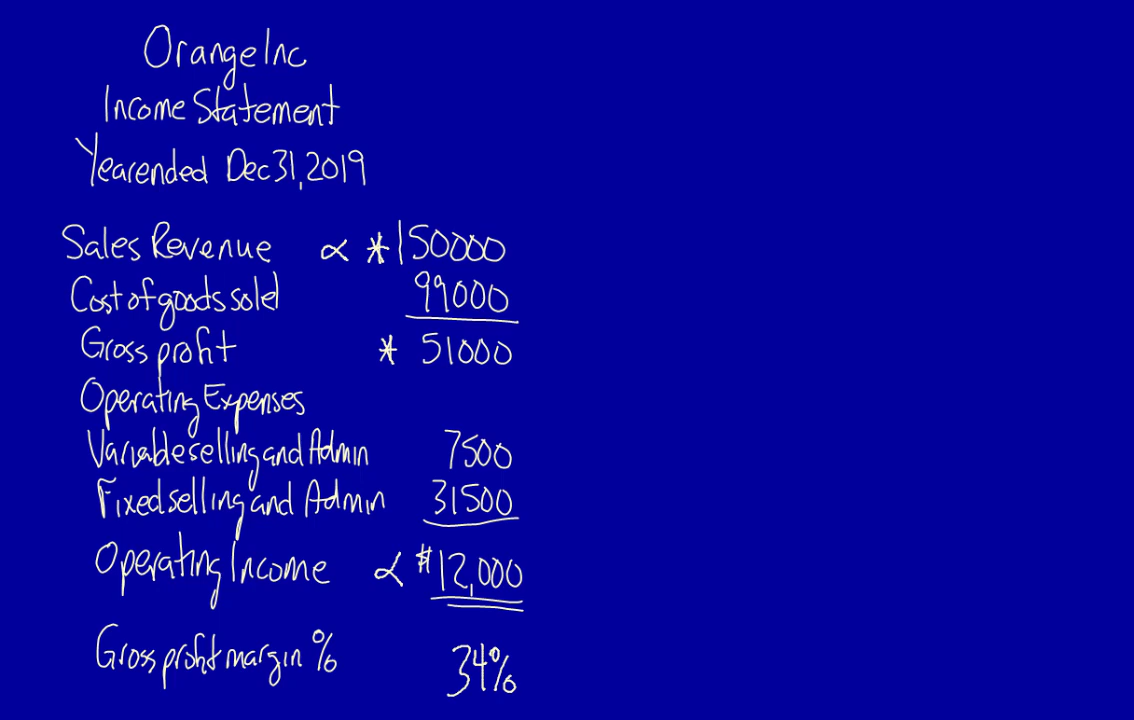 Orange Inc
Income Statement
Year ended Dec 31, 2019
Sales Revenue ∝ * 150000
Cost of goods sold 99000
Gross profit * 51000
Operating Expenses
Variable selling and Admin 7500
Fixed selling and Admin 31500
Operating Income ∝ $12,000
Gross profit margin % 34%